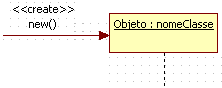 <<create>>
new()
Objeto : nomeClasse